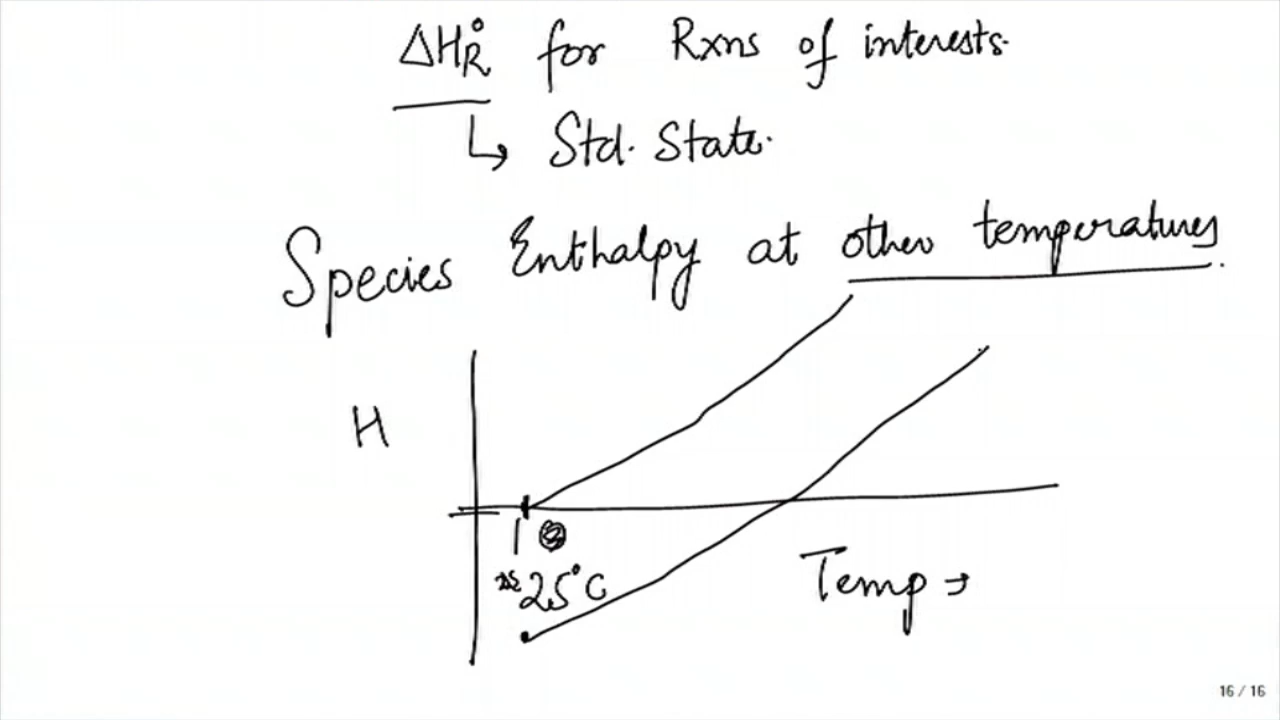 ΔH°R for Rxns of interests.
↳ Std. State.
Species Enthalpy at other temperatures.
H
25°C
Temp →
16 / 16